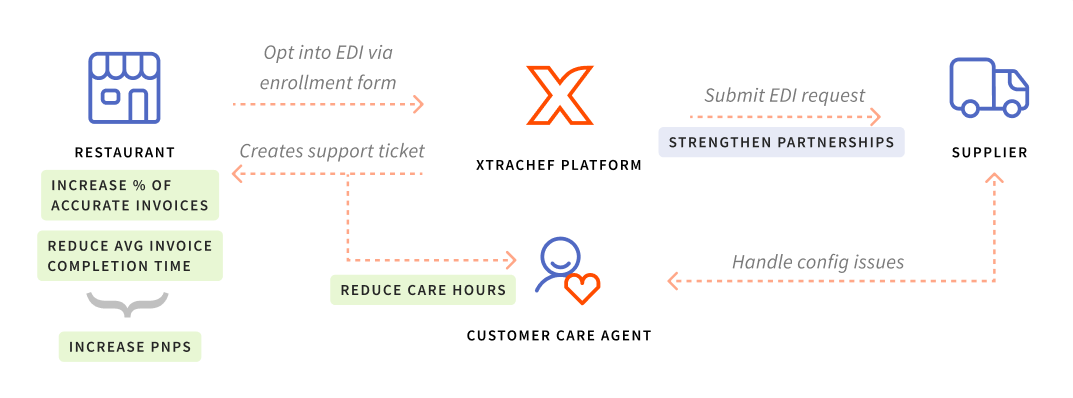 Opt into EDI via
enrollment form
Submit EDI request
STRENGTHEN PARTNERSHIPS
RESTAURANT
Creates support ticket
XTRACHEF PLATFORM
SUPPLIER
INCREASE % OF
ACCURATE INVOICES
REDUCE AVG INVOICE
COMPLETION TIME
Handle config issues
REDUCE CARE HOURS
CUSTOMER CARE AGENT
INCREASE PNPS